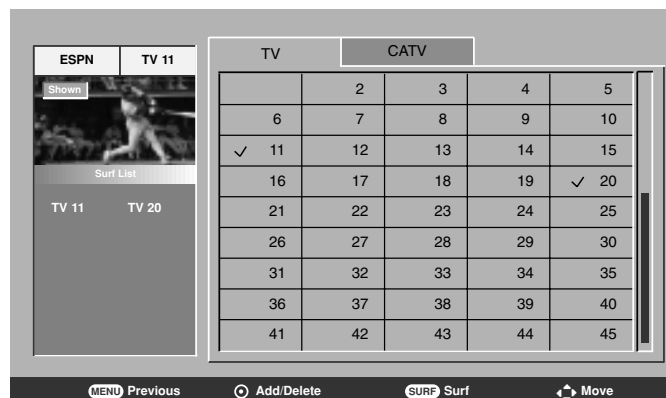 ESPN TV 11
Shown
Surf List
TV 11 TV 20
TV CATV
2 3 4 5
6 7 8 9 10
✓ 11 12 13 14 15
16 17 18 19 ✓ 20
21 22 23 24 25
26 27 28 29 30
31 32 33 34 35
36 37 38 39 40
41 42 43 44 45
MENU Previous Add/Delete SURF Surf Move